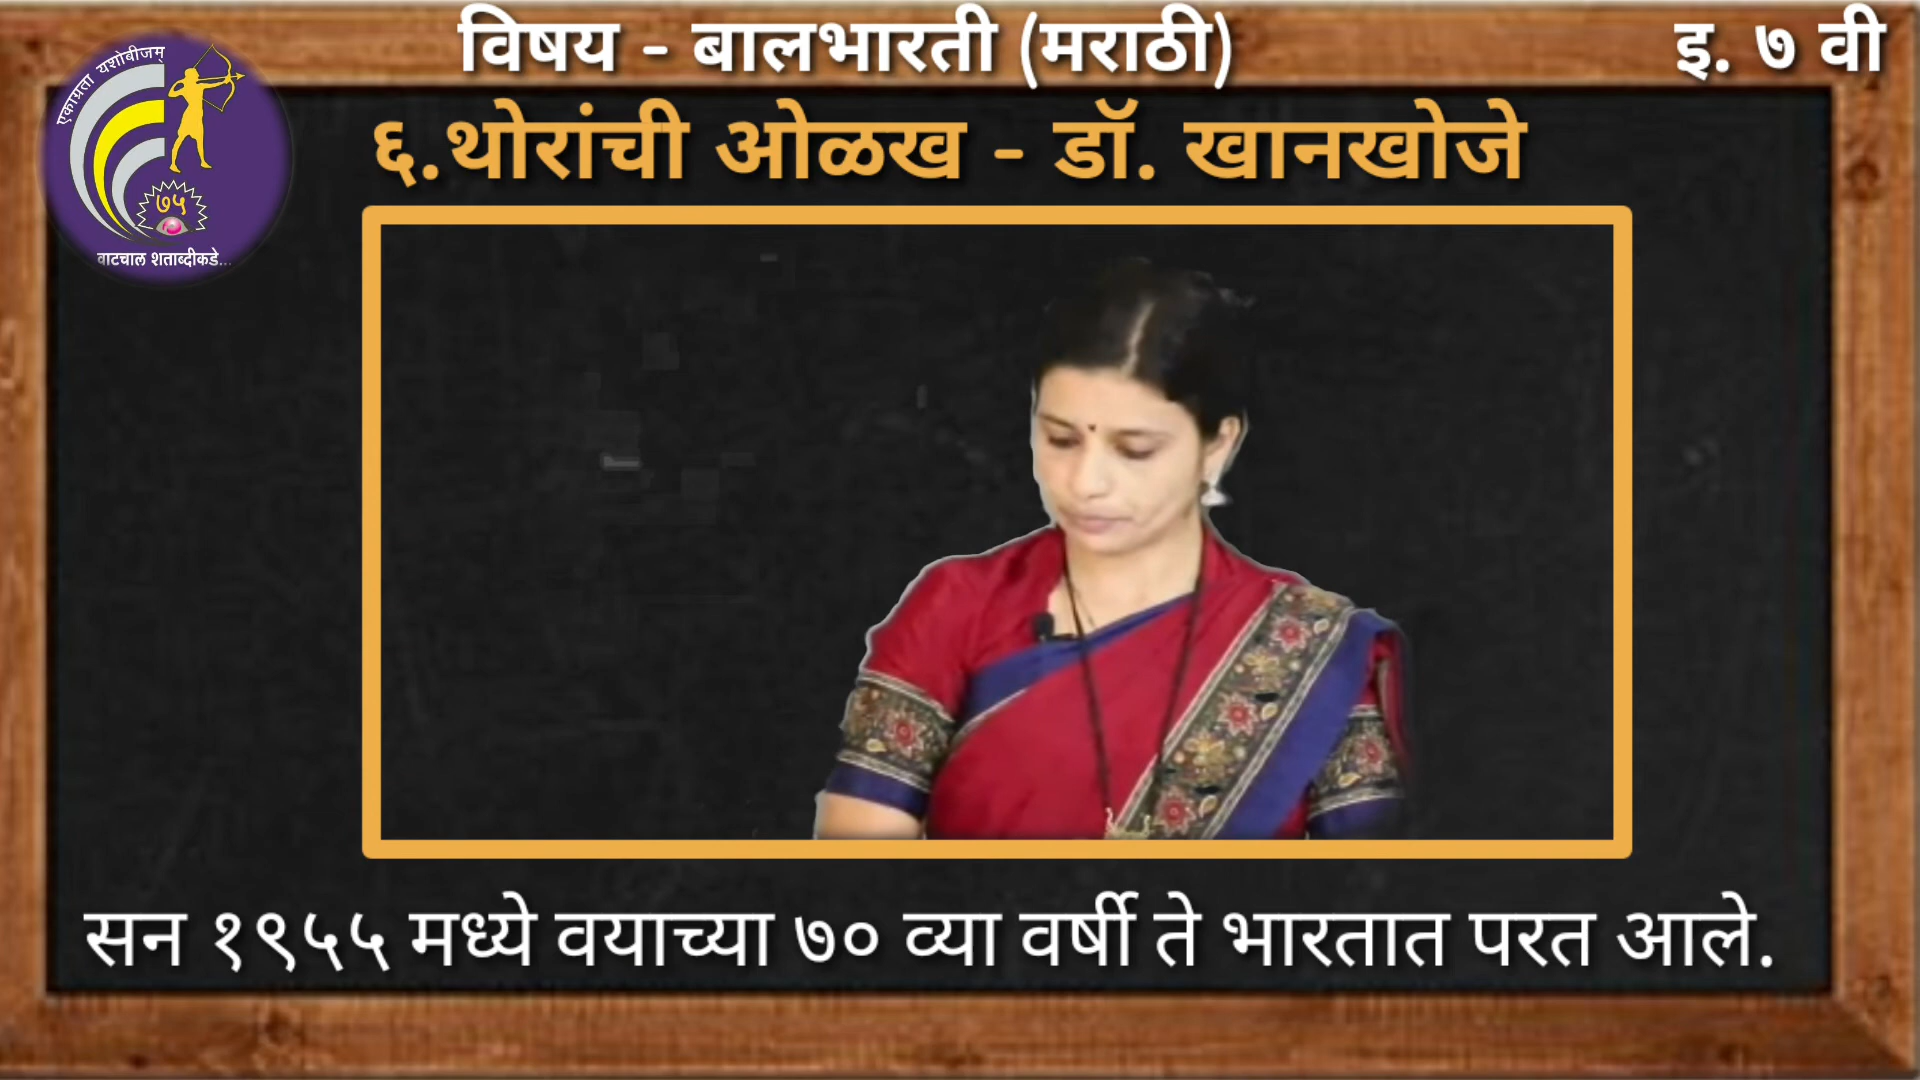 विषय - बालभारती (मराठी)
इ. ७ वी
एकाग्रता यशोबीजम्
७५
वाटचाल शताब्दीकडे...
६.थोरांची ओळख - डॉ. खानखोजे
सन १९५५ मध्ये वयाच्या ७० व्या वर्षी ते भारतात परत आले.